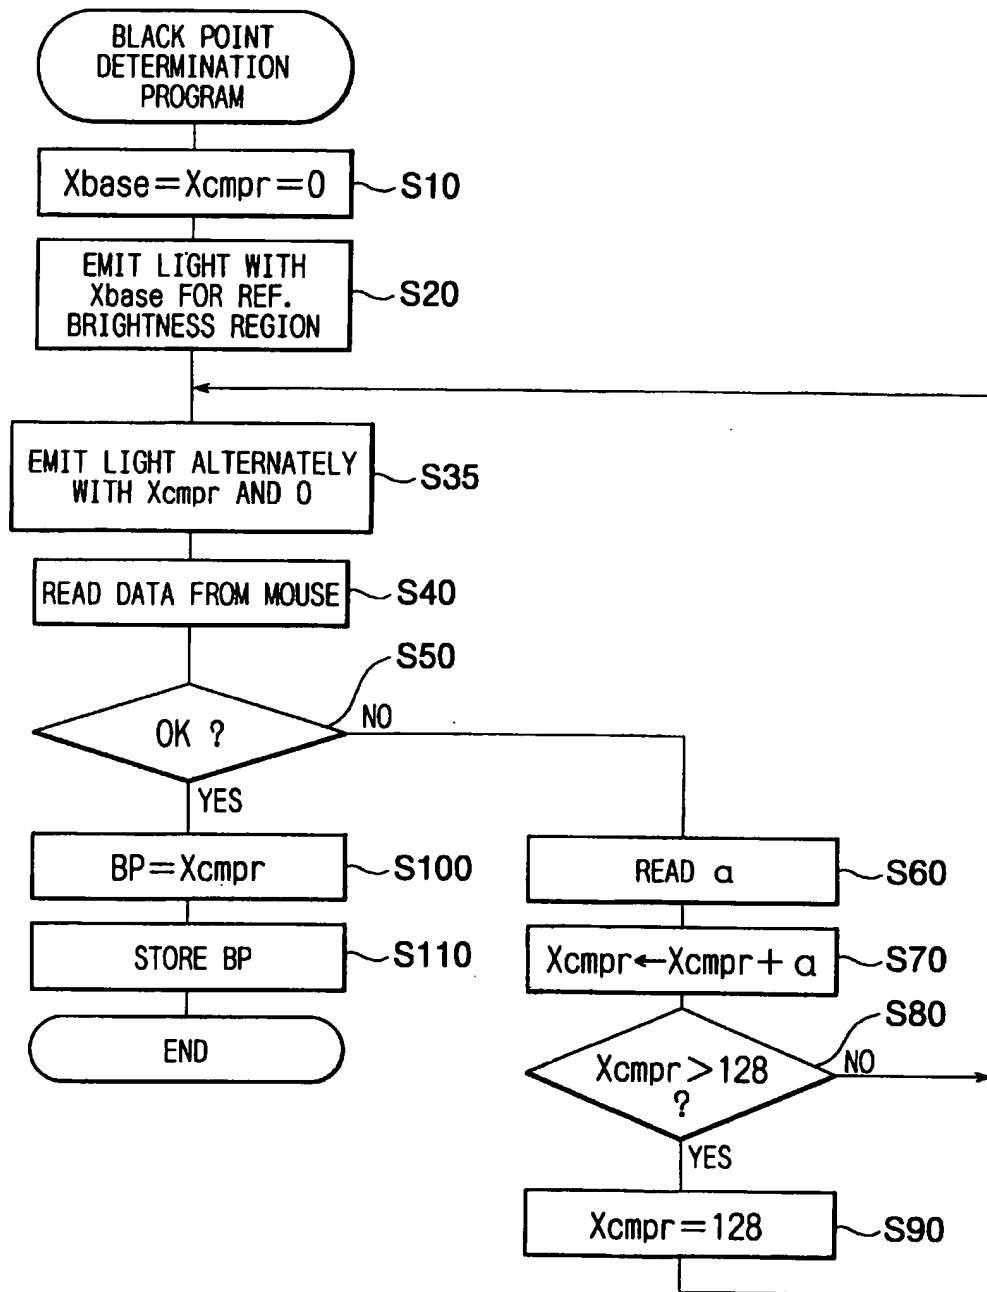 BLACK POINT
DETERMINATION
PROGRAM
Xbase=Xcmpr=0
S10
EMIT LIGHT WITH
Xbase FOR REF.
BRIGHTNESS REGION
S20
EMIT LIGHT ALTERNATELY
WITH Xcmpr AND 0
S35
READ DATA FROM MOUSE
S40
S50
OK ?
NO
YES
BP=Xcmpr
S100
STORE BP
S110
END
READ α
S60
Xcmpr←Xcmpr+α
S70
S80
Xcmpr>128
?
NO
YES
Xcmpr=128
S90